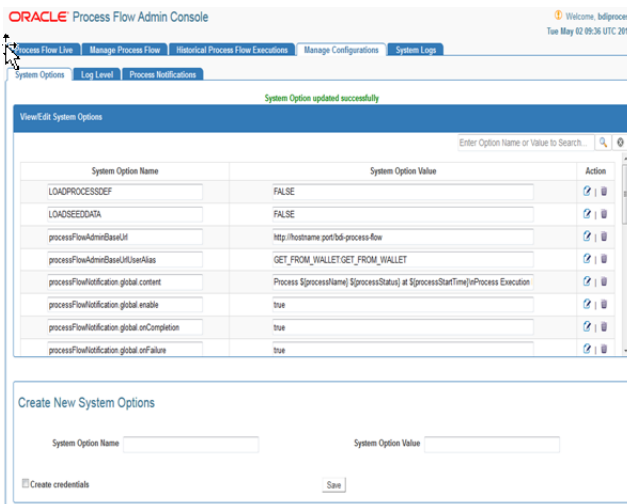 ORACLE Process Flow Admin Console
Welcome, bdiproces
Tue May 02 09:36 UTC 201
Process Flow Live
Manage Process Flow
Historical Process Flow Executions
Manage Configurations
System Logs
System Options
Log Level
Process Notifications
System Option updated successfully
View/Edit System Options
Enter Option Name or Value to Search...
System Option Name System Option Value Action
LOADPROCESSDEF FALSE
LOADSEEDDATA FALSE
processFlowAdminBaseUrl http://hostname:port/bdi-process-flow
processFlowAdminBaseUrlUserAlias GET_FROM_WALLET:GET_FROM_WALLET
processFlowNotification.global.content Process ${processName} ${processStatus} at ${processStartTime}\nProcess Execution
processFlowNotification.global.enable true
processFlowNotification.global.onCompletion true
processFlowNotification.global.onFailure true
Create New System Options
System Option Name System Option Value
Create credentials Save